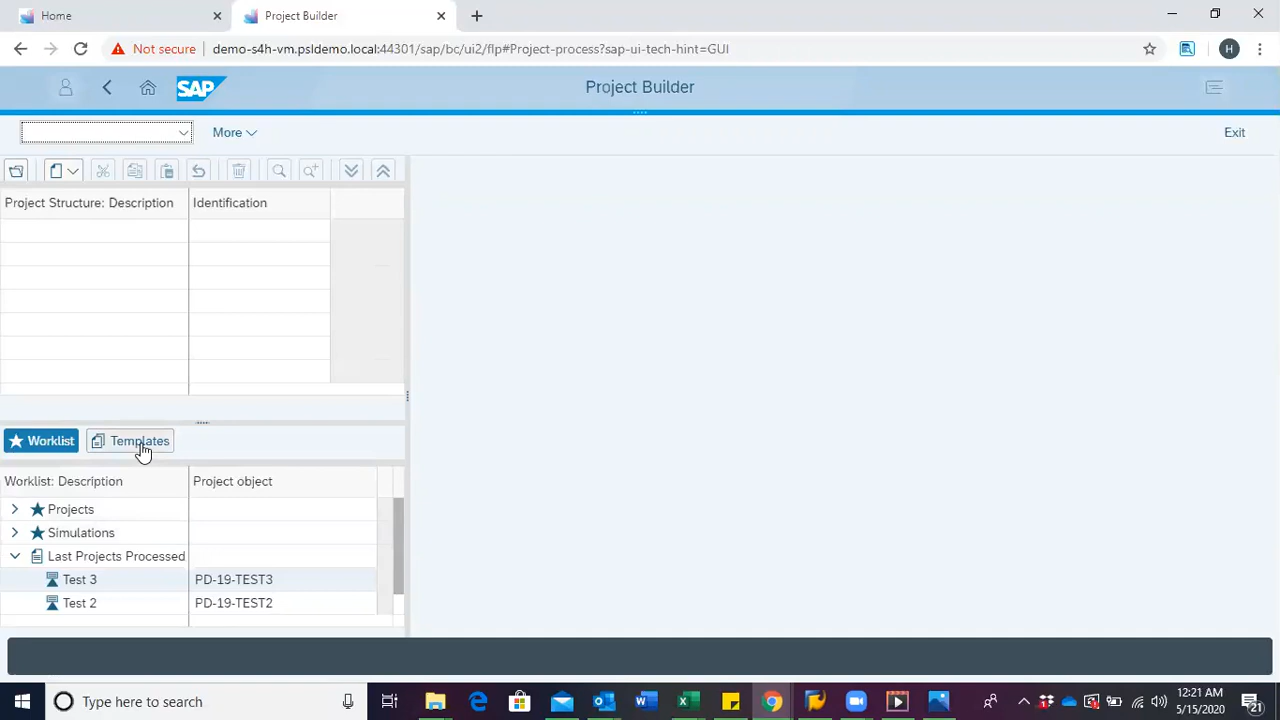 Home
Project Builder
Not secure
demo-s4h-vm.psldemo.local:44301/sap/bc/ui2/flp#Project-process?sap-ui-tech-hint=GUI
H
SAP
Project Builder
More
Exit
Project Structure: Description
Identification
Worklist
Templates
Worklist: Description
Project object
Projects
Simulations
Last Projects Processed
Test 3
PD-19-TEST3
Test 2
PD-19-TEST2
Type here to search
12:21 AM
5/15/2020
21